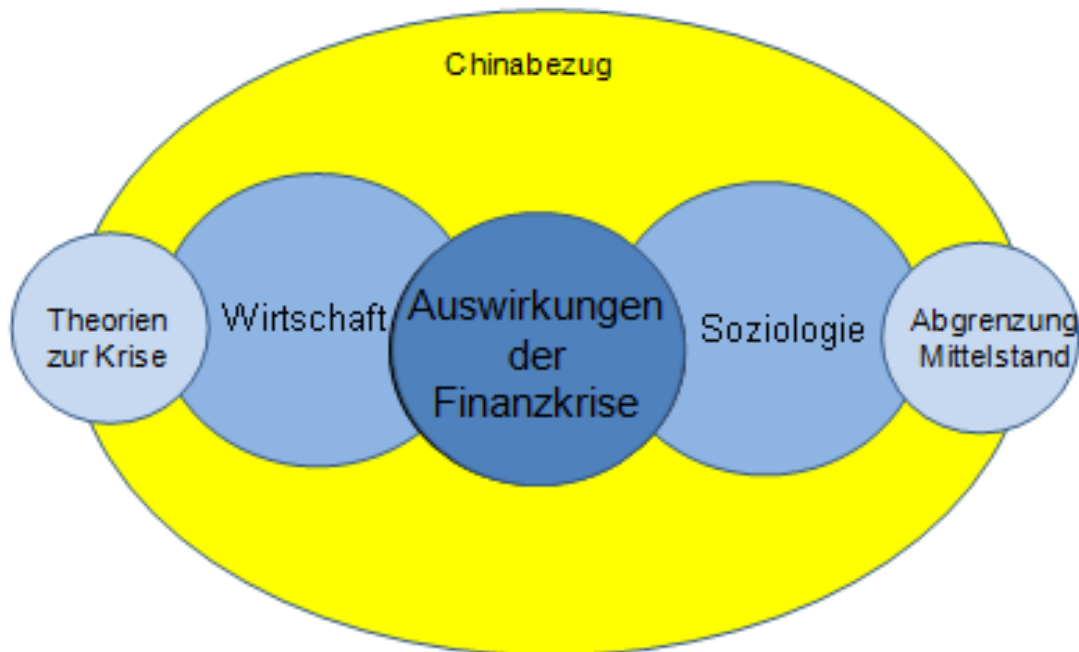 Chinabezug
Theorien
zur Krise
Wirtschaft
Auswirkungen
der
Finanzkrise
Soziologie
Abgrenzung
Mittelstand